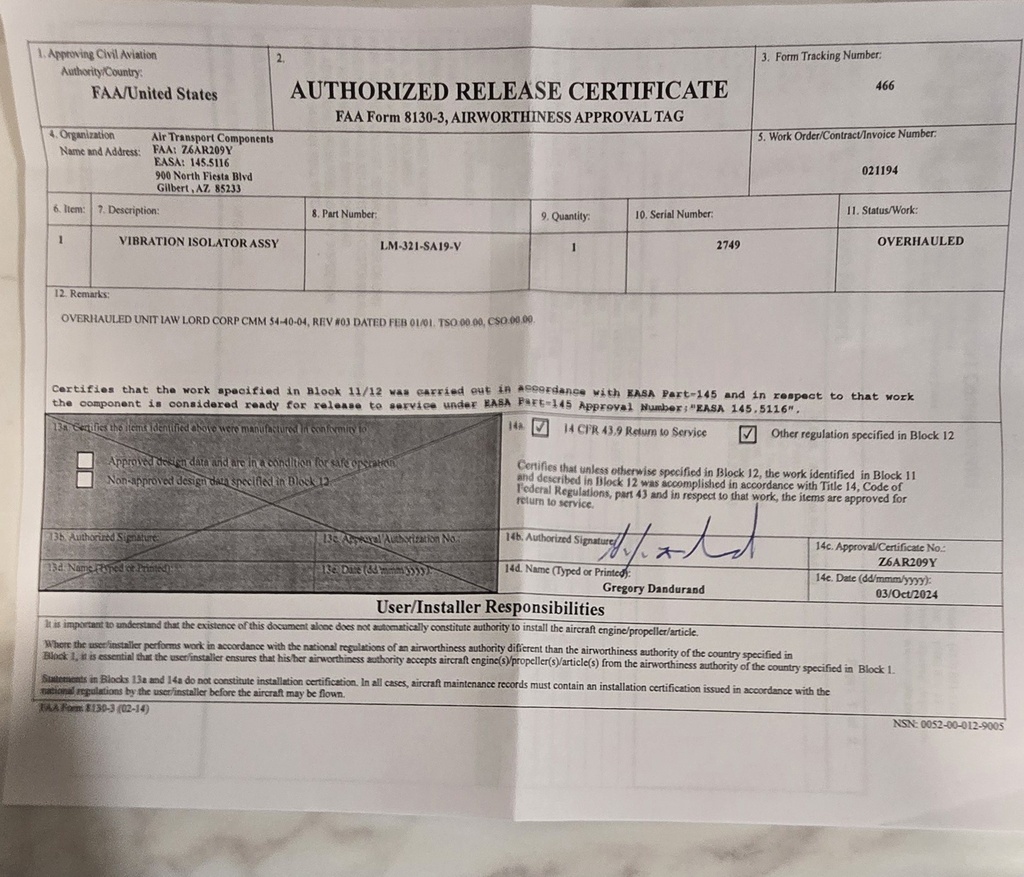 1. Approving Civil Aviation
Authority/Country:
FAA/United States
2.
AUTHORIZED RELEASE CERTIFICATE
FAA Form 8130-3, AIRWORTHINESS APPROVAL TAG
3. Form Tracking Number:
466
4. Organization
Name and Address:
Air Transport Components
FAA: Z6AR209Y
EASA: 145.5116
900 North Fiesta Blvd
Gilbert , AZ 85233
5. Work Order/Contract/Invoice Number:
021194
6. Item:
7. Description:
8. Part Number:
9. Quantity:
10. Serial Number:
11. Status/Work:
1
VIBRATION ISOLATOR ASSY
LM-321-SA19-V
1
2749
OVERHAULED
12. Remarks:
OVERHAULED UNIT IAW LORD CORP CMM 54-40-04, REV #03 DATED FEB 01/01. TSO:00.00, CSO:00.00.
Certifies that the work specified in Block 11/12 was carried out in accordance with EASA Part-145 and in respect to that work
the component is considered ready for release to service under EASA Part-145 Approval Number:"EASA 145.5116".
13a. Certifies the items identified above were manufactured in conformity to
Approved design data and are in a condition for safe operation.
Non-approved design data specified in Block 12.
13b. Authorized Signature:
13c. Approval/Authorization No.:
13d. Name (Typed or Printed):
13e. Date (dd/mmm/yyyy):
14a.
14 CFR 43.9 Return to Service
Other regulation specified in Block 12
Certifies that unless otherwise specified in Block 12, the work identified in Block 11
and described in Block 12 was accomplished in accordance with Title 14, Code of
Federal Regulations, part 43 and in respect to that work, the items are approved for
return to service.
14b. Authorized Signature:
14c. Approval/Certificate No.:
Z6AR209Y
14d. Name (Typed or Printed):
Gregory Dandurand
14e. Date (dd/mmm/yyyy):
03/Oct/2024
User/Installer Responsibilities
It is important to understand that the existence of this document alone does not automatically constitute authority to install the aircraft engine/propeller/article.
Where the user/installer performs work in accordance with the national regulations of an airworthiness authority different than the airworthiness authority of the country specified in
Block 1, it is essential that the user/installer ensures that his/her airworthiness authority accepts aircraft engine(s)/propeller(s)/article(s) from the airworthiness authority of the country specified in Block 1.
Statements in Blocks 13a and 14a do not constitute installation certification. In all cases, aircraft maintenance records must contain an installation certification issued in accordance with the
national regulations by the user/installer before the aircraft may be flown.
FAA Form 8130-3 (02-14)
NSN: 0052-00-012-9005